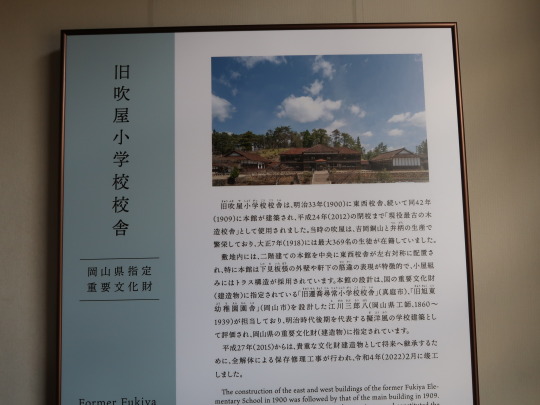 旧吹屋小学校校舎
岡山県指定
重要文化財
Former Fukiya
旧吹屋小学校校舎は、明治33年(1900)に東西校舎、続いて同42年
(1909)に本館が建築され、平成24年(2012)の閉校まで「現役最古の木
造校舎」として使用されました。当時の吹屋は、吉岡銅山と弁柄の生産で
繁栄しており、大正7年(1918)には最大369名の生徒が在籍していました。
敷地内には、二階建ての本館を中央に東西校舎が左右対称に配置さ
れ、特に本館は下見板張の外壁や軒下の筋違の表現が特徴的で、小屋組
みにはトラス構造が採用されています。本館の設計は、国の重要文化財
(建造物)に指定されている「旧遷喬尋常小学校校舎」(真庭市)、「旧旭東
幼稚園園舎」(岡山市)を設計した江川三郎八(岡山県工師、1860〜
1939)が担当しており、明治時代後期を代表する擬洋風の学校建築とし
て評価され、岡山県の重要文化財(建造物)に指定されています。
平成27年(2015)からは、貴重な文化財建造物として将来へ継承するた
めに、全解体による保存修理工事が行われ、令和4年(2022)2月に竣工
しました。
The construction of the east and west buildings of the former Fukiya Ele-
mentary School in 1900 was followed by that of the main building in 1909.